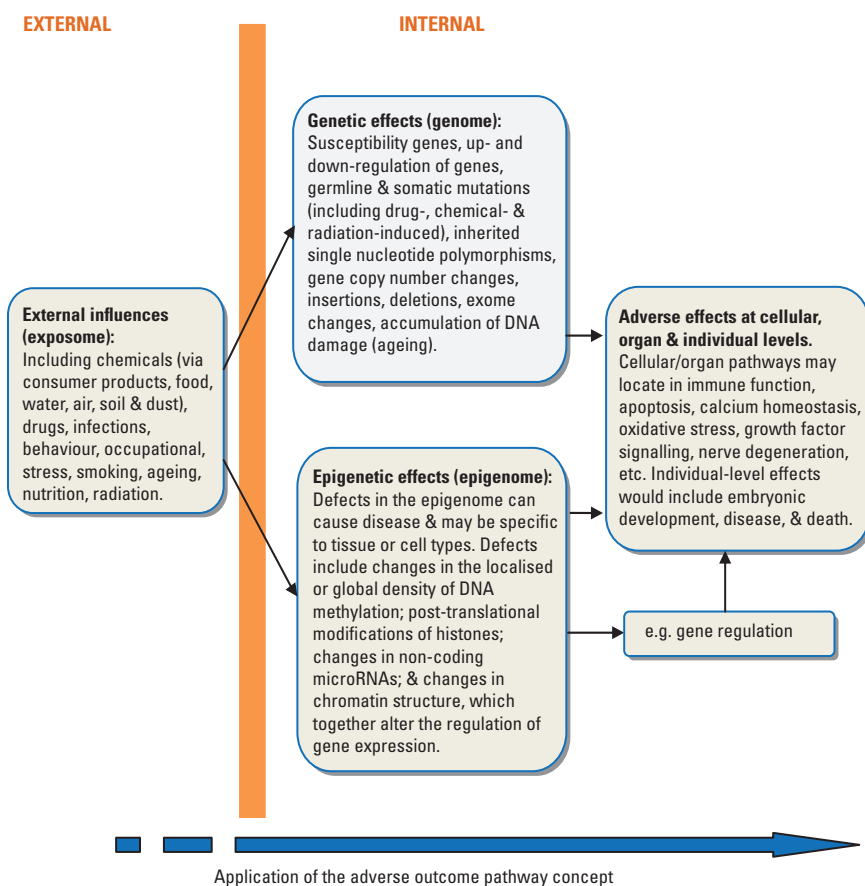 EXTERNAL
INTERNAL
Genetic effects (genome):
Susceptibility genes, up- and
down-regulation of genes,
germline & somatic mutations
(including drug-, chemical- &
radiation-induced), inherited
single nucleotide polymorphisms,
gene copy number changes,
insertions, deletions, exome
changes, accumulation of DNA
damage (ageing).
External influences
(exposome):
Including chemicals (via
consumer products, food,
water, air, soil & dust),
drugs, infections,
behaviour, occupational,
stress, smoking, ageing,
nutrition, radiation.
Adverse effects at cellular,
organ & individual levels.
Cellular/organ pathways may
locate in immune function,
apoptosis, calcium homeostasis,
oxidative stress, growth factor
signalling, nerve degeneration,
etc. Individual-level effects
would include embryonic
development, disease, & death.
Epigenetic effects (epigenome):
Defects in the epigenome can
cause disease & may be specific
to tissue or cell types. Defects
include changes in the localised
or global density of DNA
methylation; post-translational
modifications of histones;
changes in non-coding
microRNAs; & changes in
chromatin structure, which
together alter the regulation of
gene expression.
e.g. gene regulation
Application of the adverse outcome pathway concept